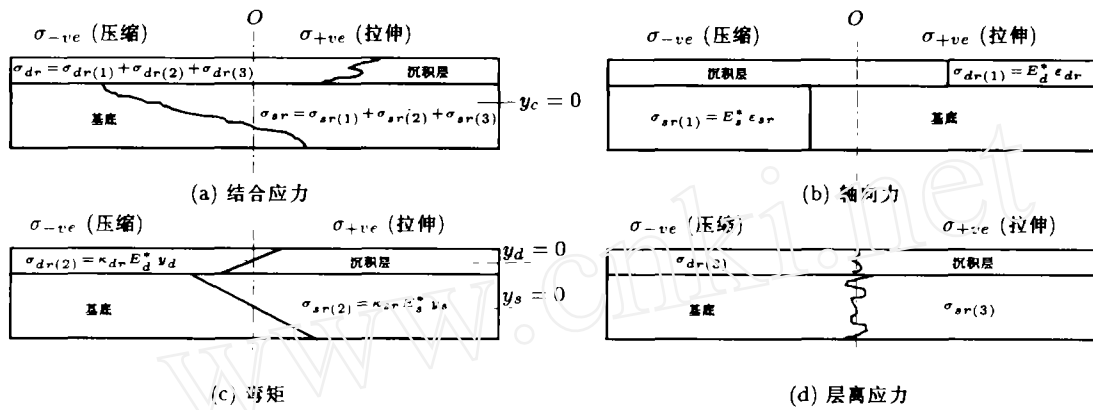 O
σ−ve (压缩)
σ+ve (拉伸)
σdr = σdr(1) + σdr(2) + σdr(3)
沉积层
基底
σsr = σsr(1) + σsr(2) + σsr(3)
yc = 0
(a) 结合应力
O
σ−ve (压缩)
σ+ve (拉伸)
沉积层
σdr(1) = E*d εdr
σsr(1) = E*s εsr
基底
(b) 轴向力
σ−ve (压缩)
σ+ve (拉伸)
σdr(2) = κdr E*d yd
沉积层
yd = 0
基底
σsr(2) = κsr E*s ys
ys = 0
(c) 弯矩
σ−ve (压缩)
σ+ve (拉伸)
σdr(3)
沉积层
基底
σsr(3)
(d) 层离应力
www.cnki.net